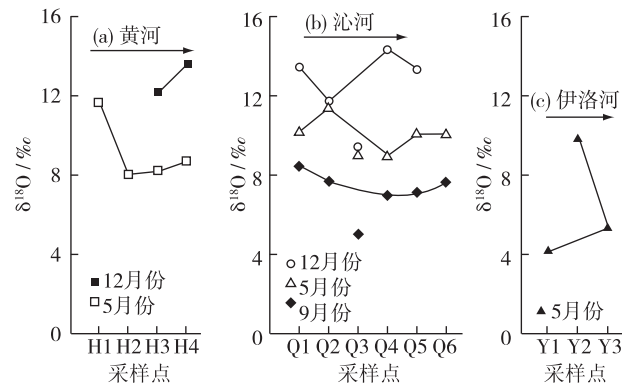 16
12
8
4
0
δ¹⁸O / ‰
(a) 黄河
12月份
5月份
H1 H2 H3 H4
采样点
16
12
8
4
0
δ¹⁸O / ‰
(b) 沁河
12月份
5月份
9月份
Q1 Q2 Q3 Q4 Q5 Q6
采样点
16
12
8
4
0
δ¹⁸O / ‰
(c) 伊洛河
5月份
Y1 Y2 Y3
采样点